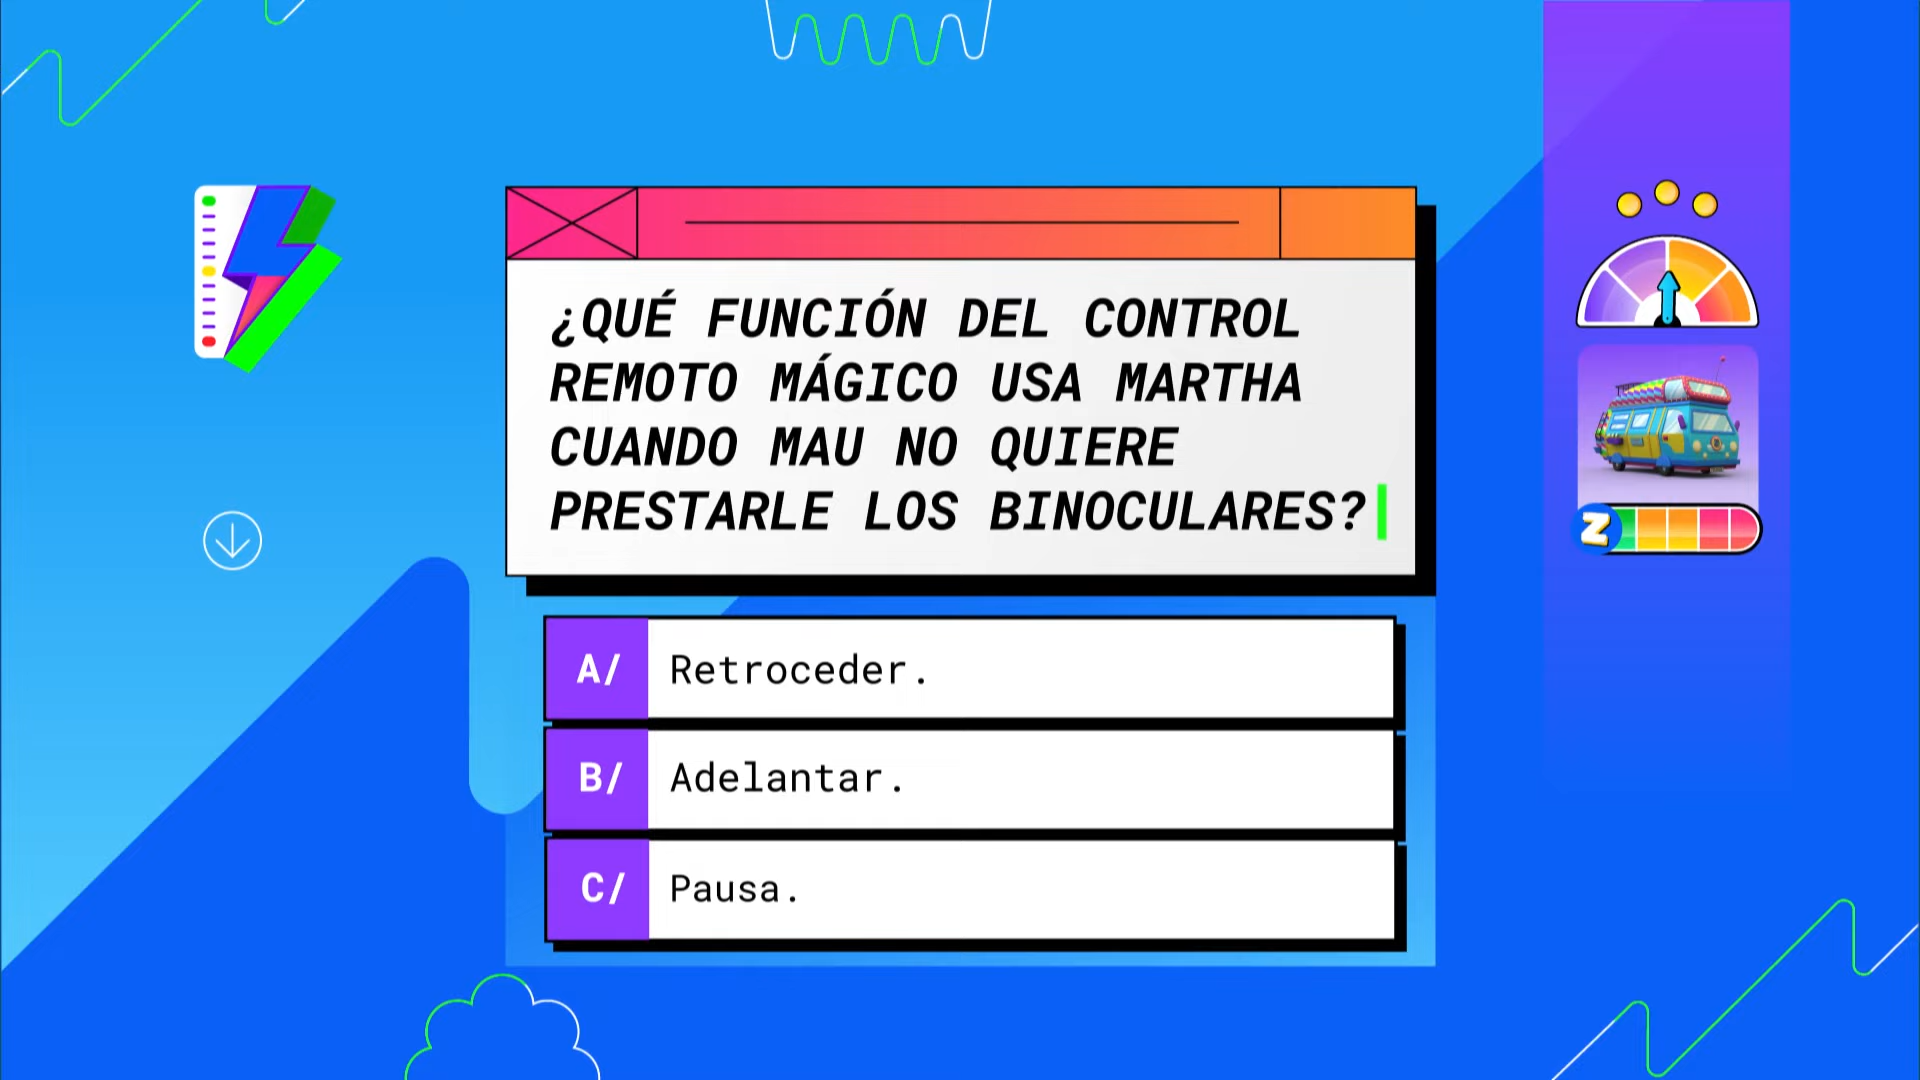 ¿QUÉ FUNCIÓN DEL CONTROL
REMOTO MÁGICO USA MARTHA
CUANDO MAU NO QUIERE
PRESTARLE LOS BINOCULARES?
A/ Retroceder.
B/ Adelantar.
C/ Pausa.
Z